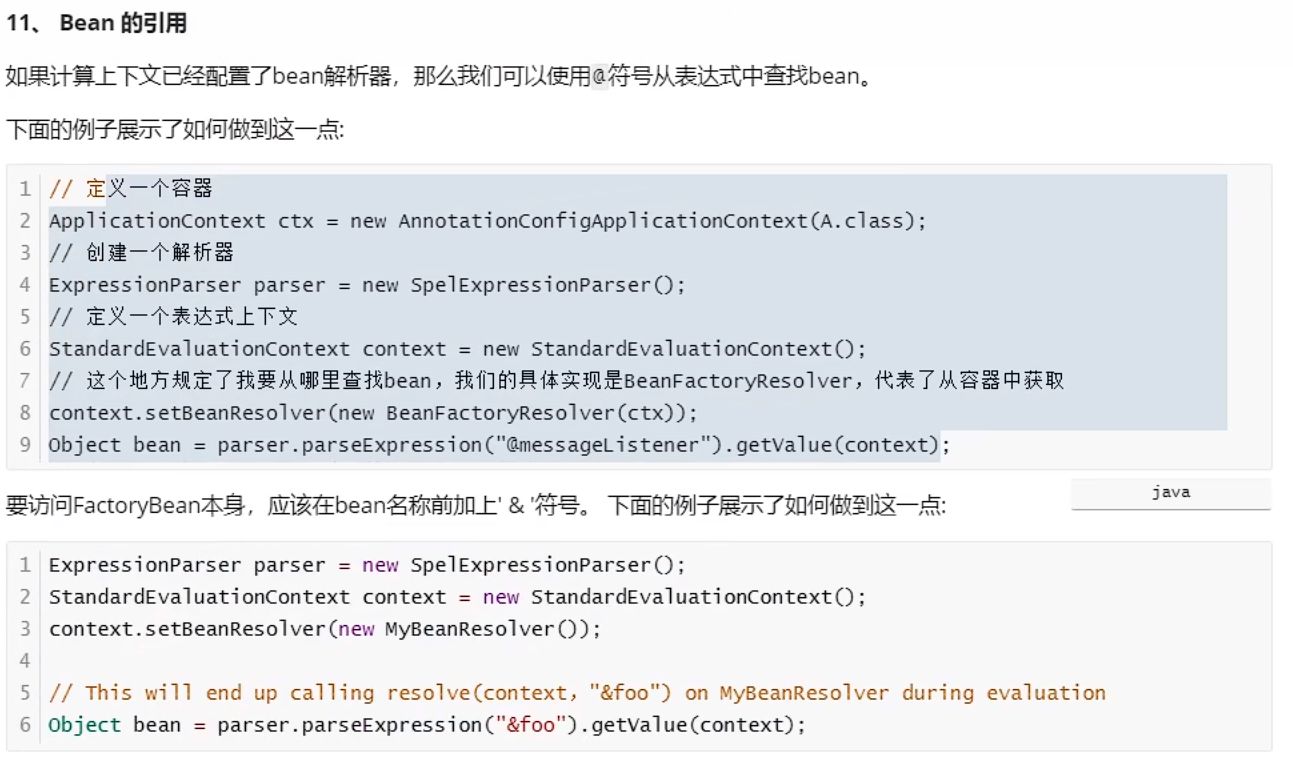 11、 Bean 的引用
如果计算上下文已经配置了bean解析器，那么我们可以使用@符号从表达式中查找bean。
下面的例子展示了如何做到这一点:
1 // 定义一个容器
2 ApplicationContext ctx = new AnnotationConfigApplicationContext(A.class);
3 // 创建一个解析器
4 ExpressionParser parser = new SpelExpressionParser();
5 // 定义一个表达式上下文
6 StandardEvaluationContext context = new StandardEvaluationContext();
7 // 这个地方规定了我要从哪里查找bean，我们的具体实现是BeanFactoryResolver，代表了从容器中获取
8 context.setBeanResolver(new BeanFactoryResolver(ctx));
9 Object bean = parser.parseExpression("@messageListener").getValue(context);
要访问FactoryBean本身，应该在bean名称前加上' & '符号。 下面的例子展示了如何做到这一点:
java
1 ExpressionParser parser = new SpelExpressionParser();
2 StandardEvaluationContext context = new StandardEvaluationContext();
3 context.setBeanResolver(new MyBeanResolver());
4
5 // This will end up calling resolve(context，"&foo") on MyBeanResolver during evaluation
6 Object bean = parser.parseExpression("&foo").getValue(context);